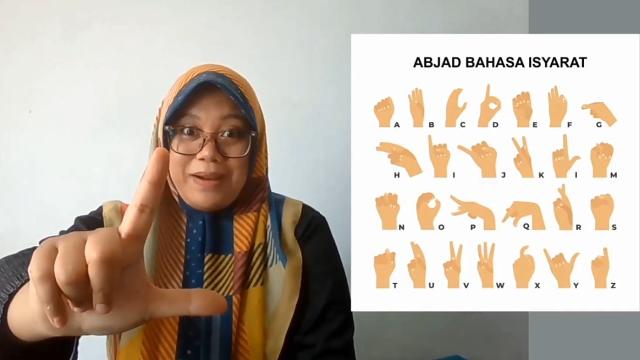 ABJAD BAHASA ISYARAT
A B C D E F G
H I J K L M
N O P Q R S
T U V W X Y Z